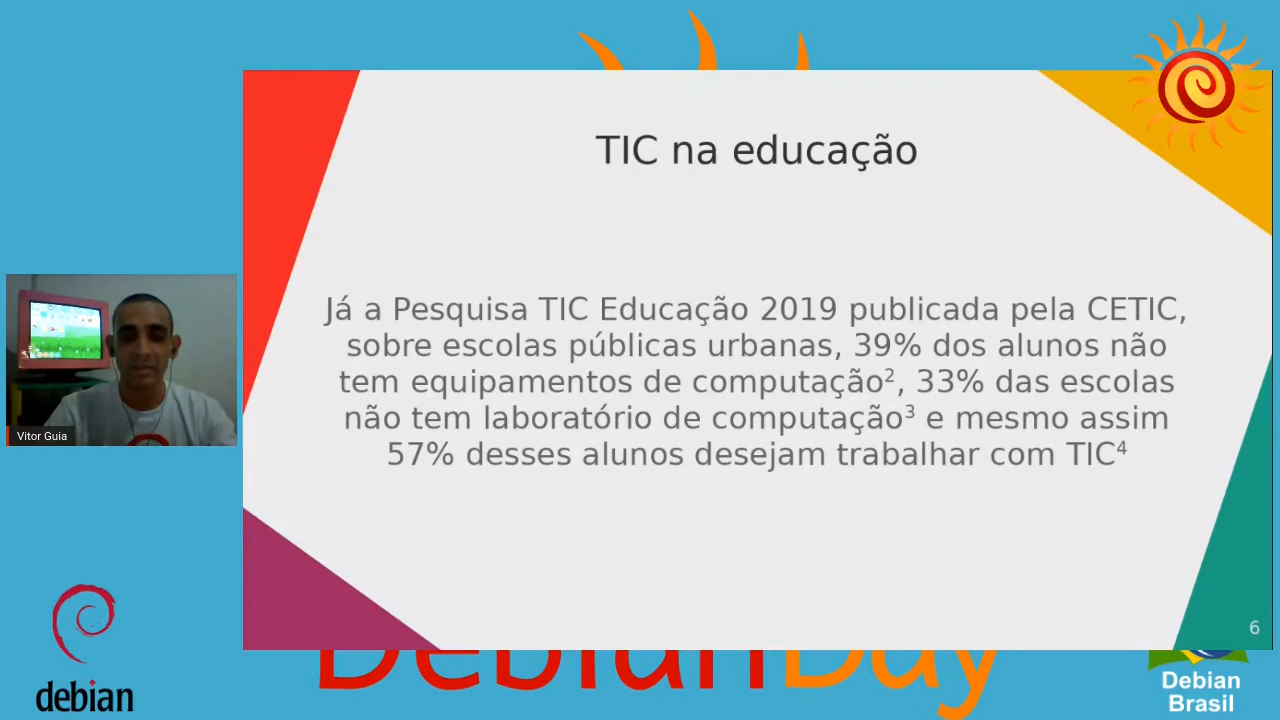 TIC na educação
Já a Pesquisa TIC Educação 2019 publicada pela CETIC,
sobre escolas públicas urbanas, 39% dos alunos não
tem equipamentos de computação², 33% das escolas
não tem laboratório de computação³ e mesmo assim
57% desses alunos desejam trabalhar com TIC⁴
6
Vitor Guia
debian
DebianDay
Debian
Brasil